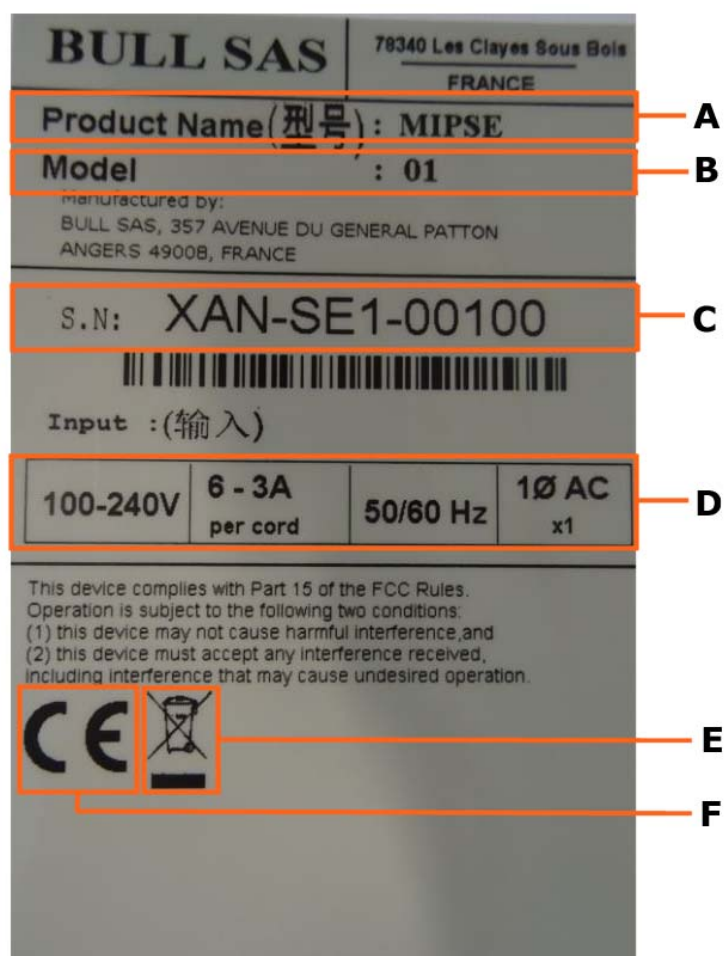 BULL SAS
78340 Les Clayes Sous Bois
FRANCE
Product Name(型号): MIPSE
A
Model : 01
B
Manufactured by:
BULL SAS, 357 AVENUE DU GENERAL PATTON
ANGERS 49008, FRANCE
S.N: XAN-SE1-00100
C
Input :(输入)
100-240V
6 - 3A
per cord
50/60 Hz
1Ø AC
x1
D
This device complies with Part 15 of the FCC Rules.
Operation is subject to the following two conditions:
(1) this device may not cause harmful interference,and
(2) this device must accept any interference received,
including interference that may cause undesired operation.
CE
E
F